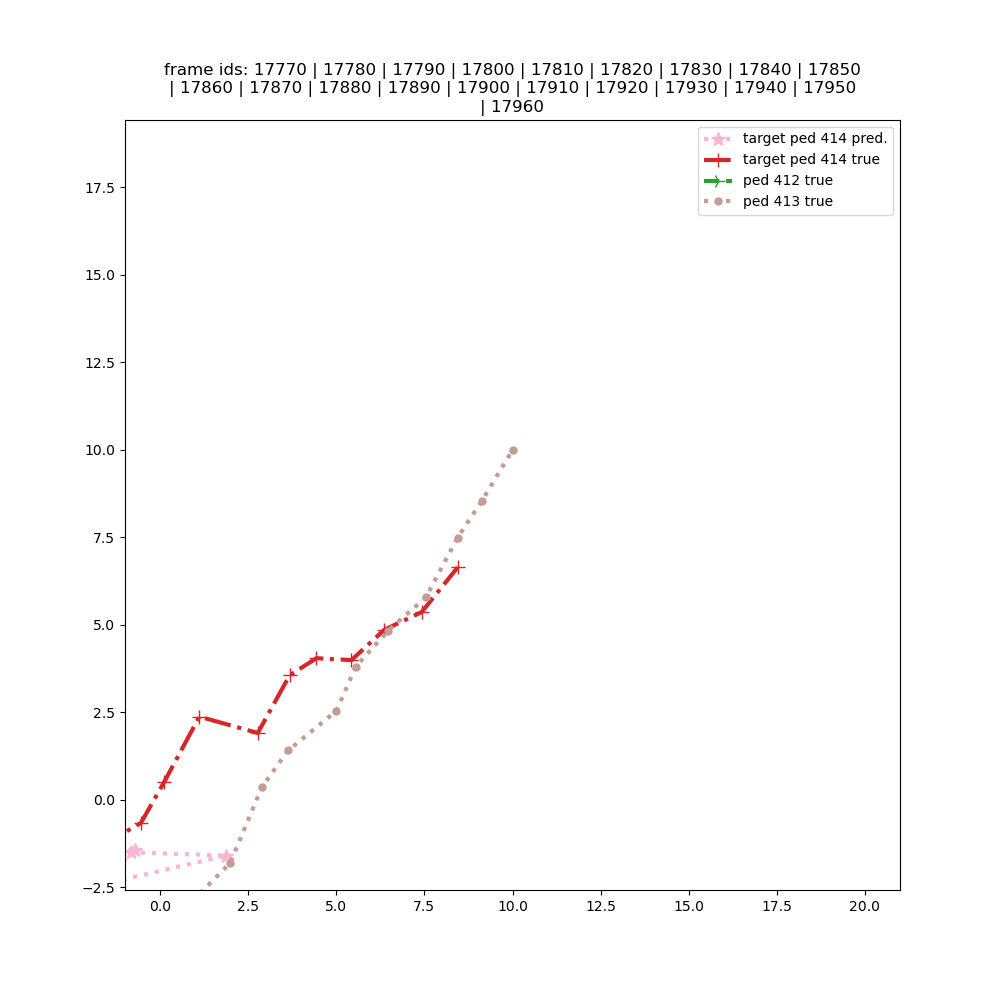 frame ids: 17770 | 17780 | 17790 | 17800 | 17810 | 17820 | 17830 | 17840 | 17850
| 17860 | 17870 | 17880 | 17890 | 17900 | 17910 | 17920 | 17930 | 17940 | 17950
| 17960
target ped 414 pred.
target ped 414 true
ped 412 true
ped 413 true
17.5
15.0
12.5
10.0
7.5
5.0
2.5
0.0
−2.5
0.0 2.5 5.0 7.5 10.0 12.5 15.0 17.5 20.0